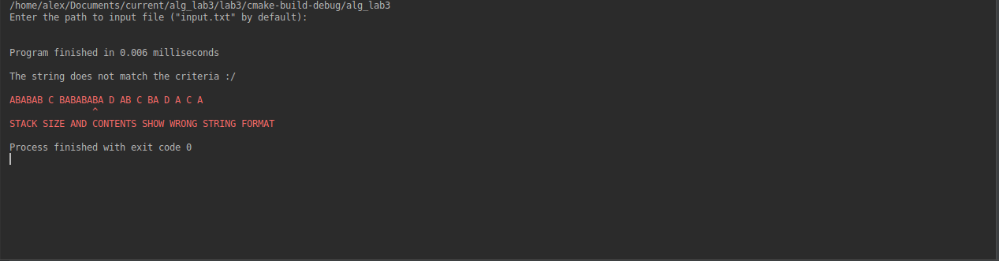 /home/alex/Documents/current/alg_lab3/lab3/cmake-build-debug/alg_lab3
Enter the path to input file ("input.txt" by default):
Program finished in 0.006 milliseconds
The string does not match the criteria :/
ABABAB C BABABABA D AB C BA D A C A
^
STACK SIZE AND CONTENTS SHOW WRONG STRING FORMAT
Process finished with exit code 0